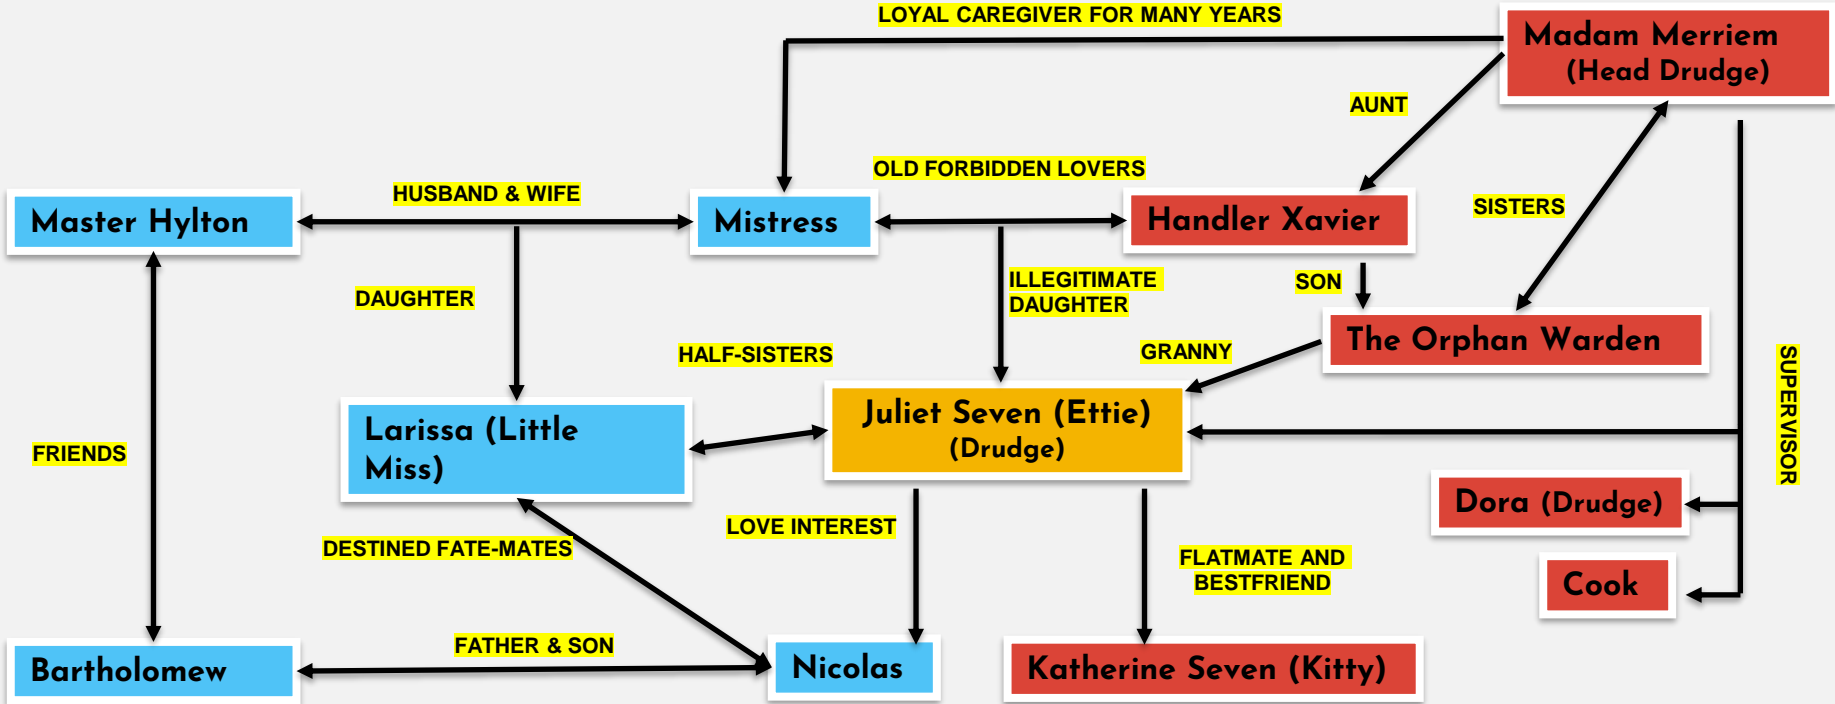 LOYAL CAREGIVER FOR MANY YEARS
Madam Merriem
(Head Drudge)
AUNT
OLD FORBIDDEN LOVERS
HUSBAND & WIFE
SISTERS
Master Hylton
Mistress
Handler Xavier
DAUGHTER
ILLEGITIMATE
DAUGHTER
SON
The Orphan Warden
HALF-SISTERS
GRANNY
SUPERVISOR
Larissa (Little
Miss)
Juliet Seven (Ettie)
(Drudge)
FRIENDS
Dora (Drudge)
LOVE INTEREST
DESTINED FATE-MATES
FLATMATE AND
BESTFRIEND
Cook
FATHER & SON
Bartholomew
Nicolas
Katherine Seven (Kitty)